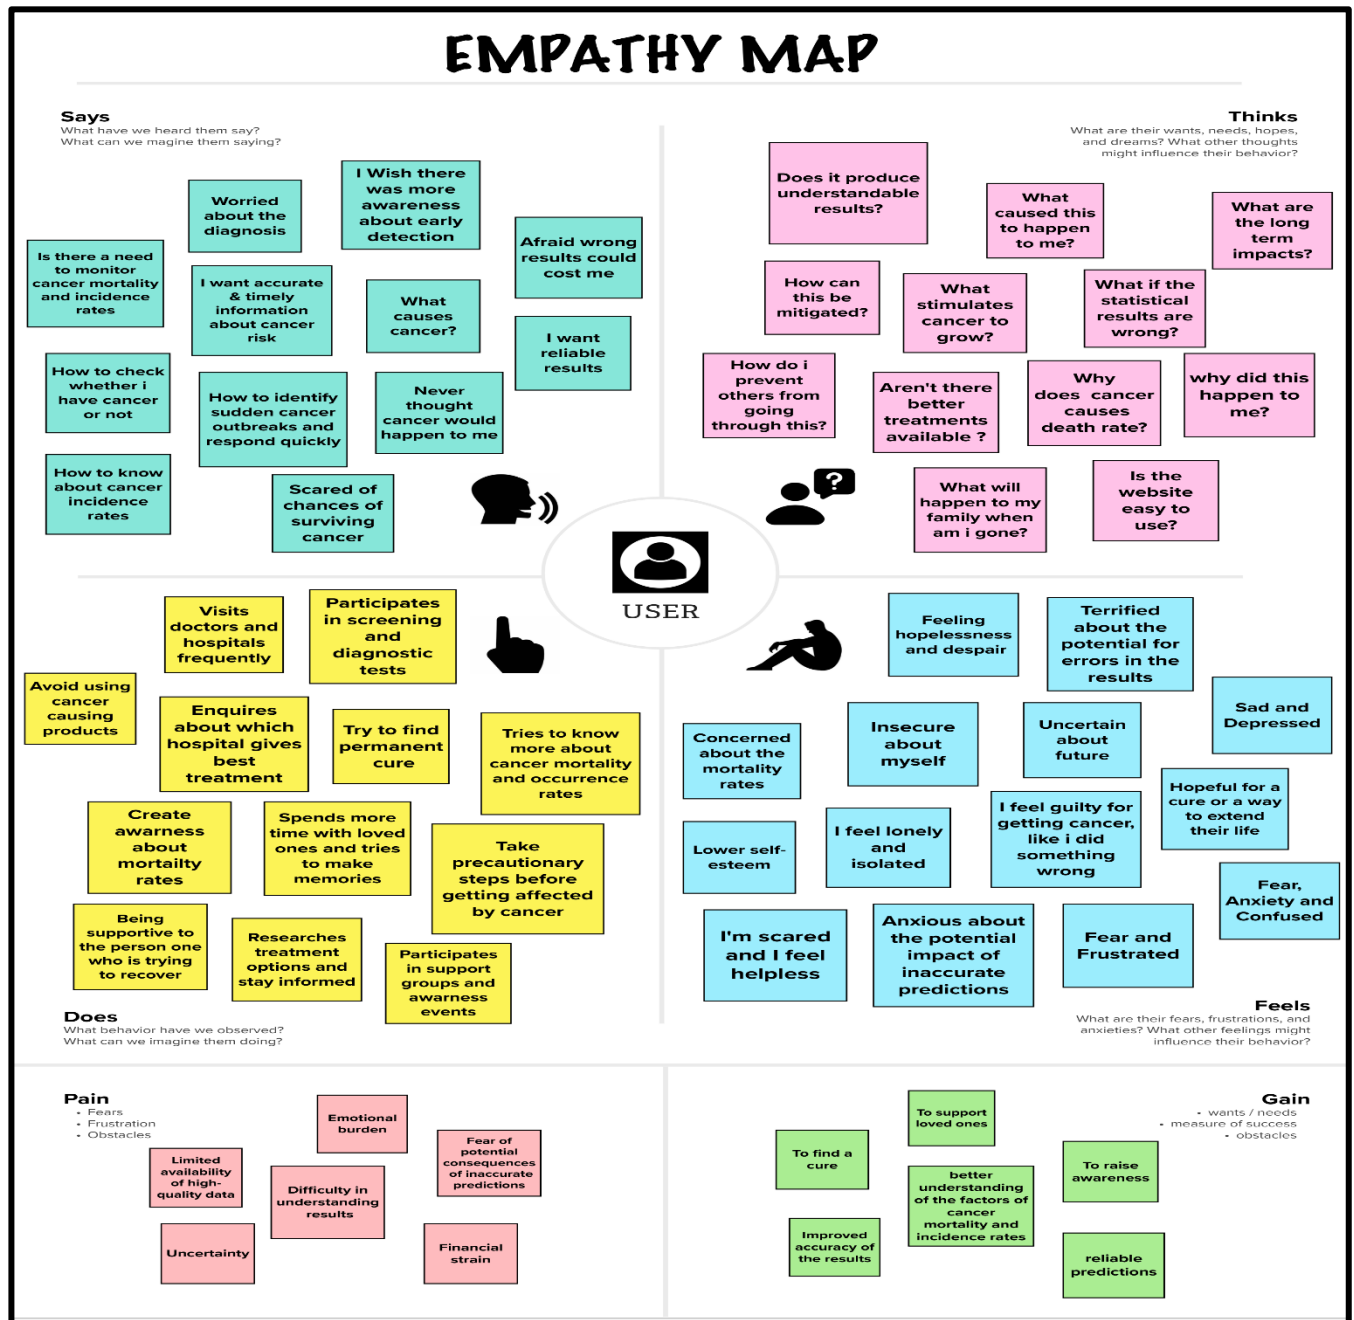 EMPATHY MAP
Says
What have we heard them say?
What can we magine them saying?
Worried
about the
diagnosis
I Wish there
was more
awareness
about early
detection
Afraid wrong
results could
cost me
Is there a need
to monitor
cancer mortality
and incidence
rates
I want accurate
& timely
information
about cancer
risk
What
causes
cancer?
I want
reliable
results
How to check
whether i
have cancer
or not
How to identify
sudden cancer
outbreaks and
respond quickly
Never
thought
cancer would
happen to me
How to know
about cancer
incidence
rates
Scared of
chances of
surviving
cancer
Thinks
What are their wants, needs, hopes,
and dreams? What other thoughts
might influence their behavior?
Does it produce
understandable
results?
What
caused this
to happen
to me?
What are
the long
term
impacts?
How can
this be
mitigated?
What
stimulates
cancer to
grow?
What if the
statistical
results are
wrong?
How do i
prevent
others from
going
through this?
Aren't there
better
treatments
available ?
Why
does cancer
causes
death rate?
why did this
happen to
me?
What will
happen to my
family when
am i gone?
Is the
website
easy to
use?
?
USER
Visits
doctors and
hospitals
frequently
Participates
in screening
and
diagnostic
tests
Avoid using
cancer
causing
products
Enquires
about which
hospital gives
best
treatment
Try to find
permanent
cure
Tries to know
more about
cancer mortality
and occurrence
rates
Create
awarness
about
mortailty
rates
Spends more
time with loved
ones and tries
to make
memories
Take
precautionary
steps before
getting affected
by cancer
Being
supportive to
the person one
who is trying
to recover
Researches
treatment
options and
stay informed
Participates
in support
groups and
awarness
events
Does
What behavior have we observed?
What can we imagine them doing?
Feeling
hopelessness
and despair
Terrified
about the
potential for
errors in the
results
Sad and
Depressed
Concerned
about the
mortality
rates
Insecure
about
myself
Uncertain
about
future
Hopeful for a
cure or a way
to extend
their life
Lower self-
esteem
I feel lonely
and
isolated
I feel guilty for
getting cancer,
like i did
something
wrong
Fear,
Anxiety and
Confused
I'm scared
and I feel
helpless
Anxious about
the potential
impact of
inaccurate
predictions
Fear and
Frustrated
Feels
What are their fears, frustrations, and
anxieties? What other feelings might
influence their behavior?
Pain
• Fears
• Frustration
• Obstacles
Emotional
burden
Limited
availability
of high-
quality data
Difficulty in
understanding
results
Fear of
potential
consequences
of inaccurate
predictions
Uncertainty
Financial
strain
Gain
• wants / needs
• measure of success
• obstacles
To support
loved ones
To find a
cure
better
understanding
of the factors of
cancer
mortality and
incidence rates
To raise
awareness
Improved
accuracy of
the results
reliable
predictions